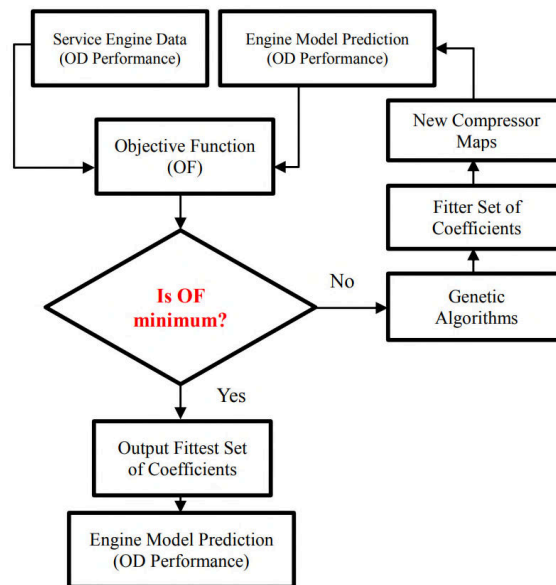 Service Engine Data
(OD Performance)
Engine Model Prediction
(OD Performance)
New Compressor
Maps
Objective Function
(OF)
Fitter Set of
Coefficients
Is OF
minimum?
No
Genetic
Algorithms
Yes
Output Fittest Set
of Coefficients
Engine Model Prediction
(OD Performance)